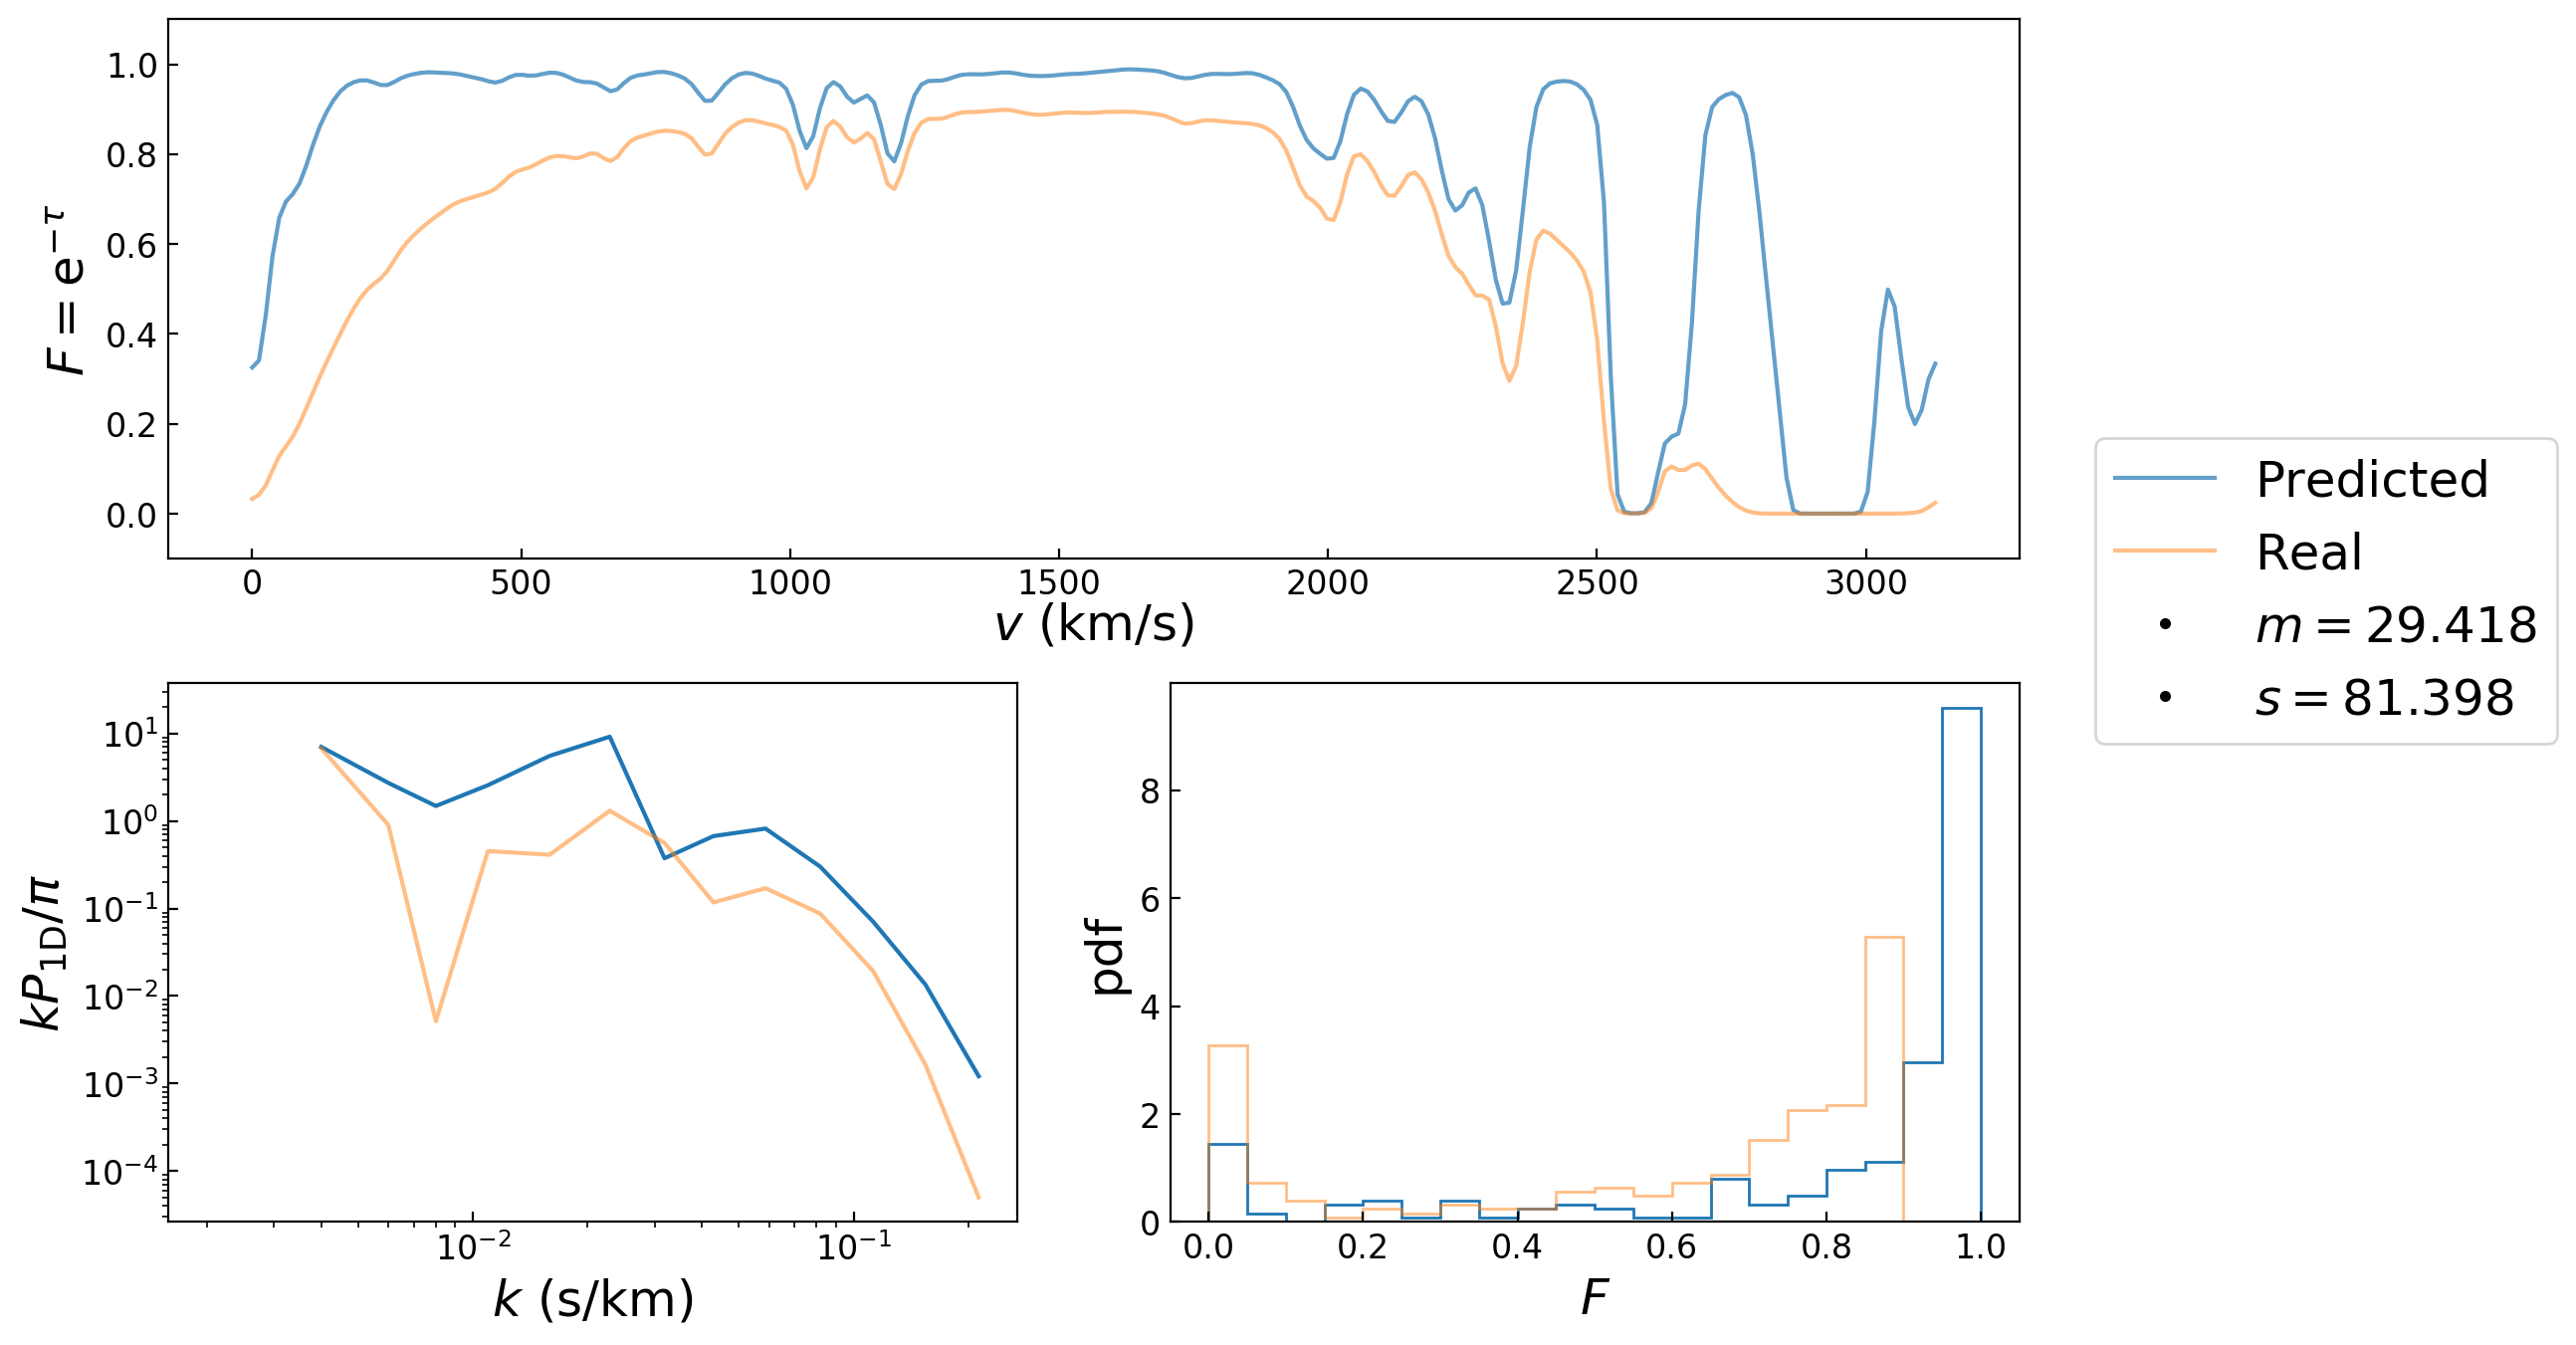 F = e^{-τ}
1.0
0.8
0.6
0.4
0.2
0.0
0 500 1000 1500 2000 2500 3000
v (km/s)
Predicted
Real
m = 29.418
s = 81.398
kP_{1D}/π
10^1
10^0
10^{-1}
10^{-2}
10^{-3}
10^{-4}
10^{-2} 10^{-1}
k (s/km)
pdf
8
6
4
2
0
0.0 0.2 0.4 0.6 0.8 1.0
F